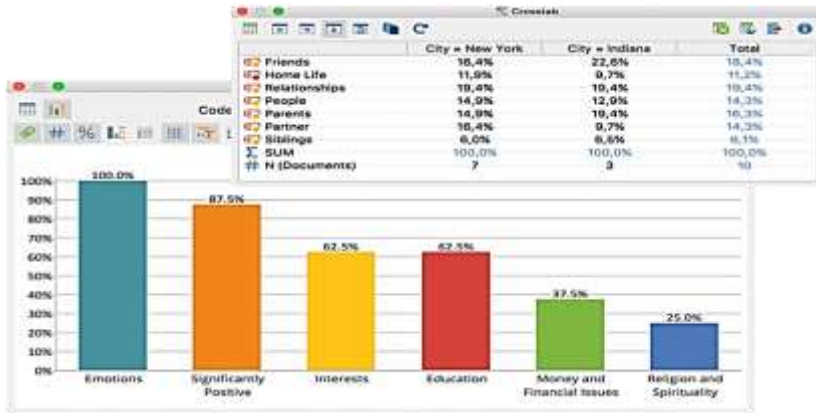 Crosstab
City = New York City = Indiana Total
Friends 16,4% 22,6% 18,4%
Home Life 11,9% 9,7% 11,2%
Relationships 19,4% 19,4% 19,4%
People 14,9% 12,9% 14,3%
Parents 14,9% 19,4% 16,3%
Partner 16,4% 9,7% 14,3%
Siblings 6,0% 6,5% 6,1%
Σ SUM 100,0% 100,0% 100,0%
# N (Documents) 7 3 10
Code
# %
100%
90%
80%
70%
60%
50%
40%
30%
20%
10%
0%
100.0%
87.5%
62.5%
62.5%
37.5%
25.0%
Emotions
Significantly
Positive
Interests
Education
Money and
Financial Issues
Religion and
Spirituality